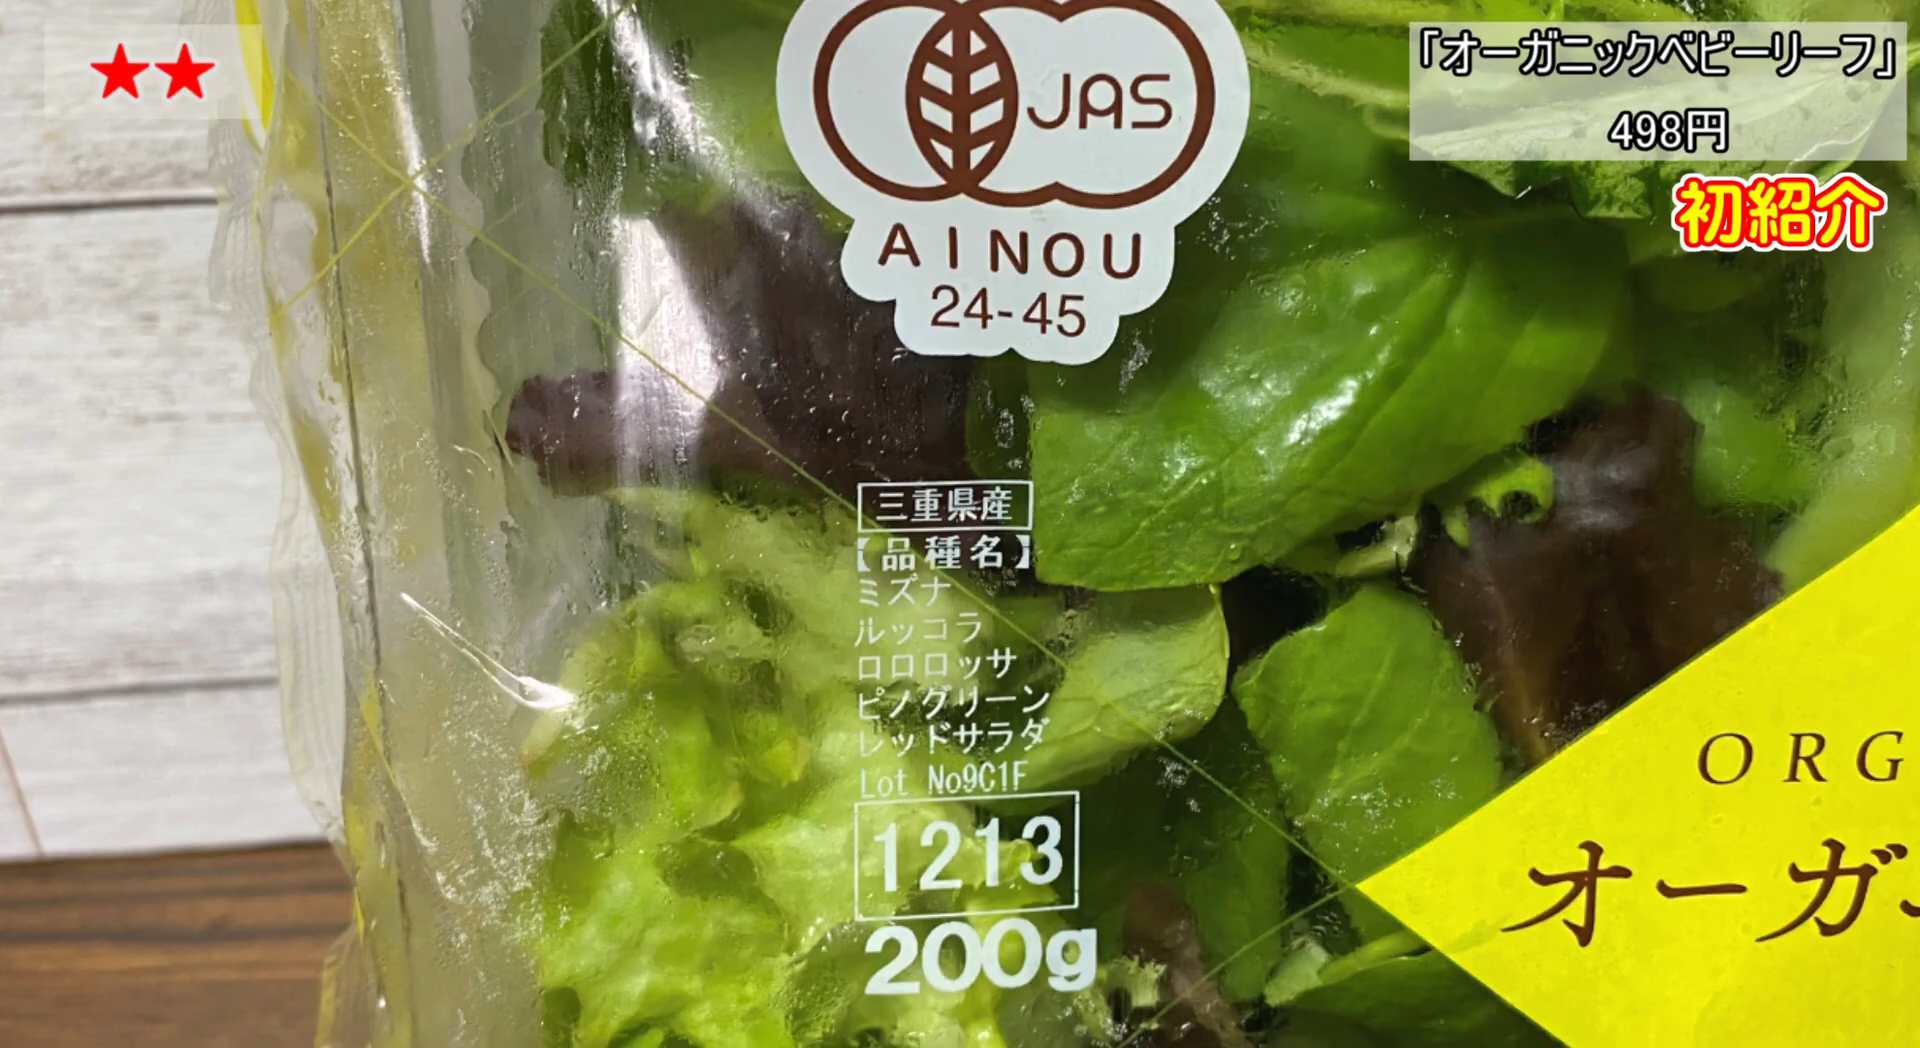 ★★
「オーガニックベビーリーフ」
498円
初紹介
JAS
AINOU
24-45
三重県産
【品種名】
ミズナ
ルッコラ
ロロロッサ
ピノグリーン
レッドサラダ
Lot No9C1F
1213
200g
ORG
オーガ